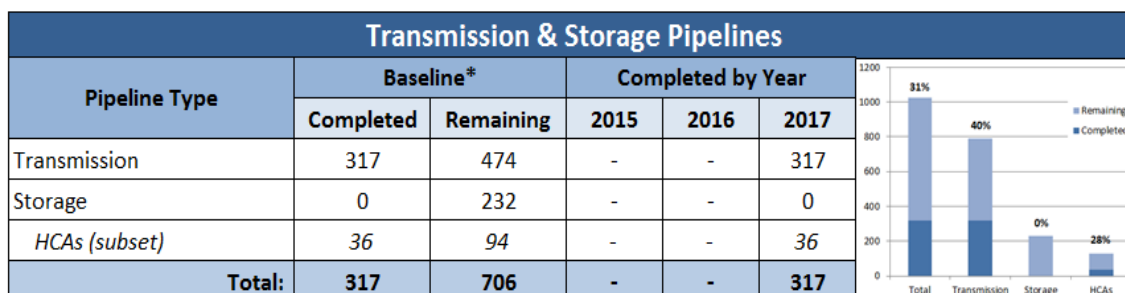 Transmission & Storage Pipelines
Pipeline Type Baseline* Completed by Year
Completed Remaining 2015 2016 2017
Transmission 317 474 - - 317
Storage 0 232 - - 0
HCAs (subset) 36 94 - - 36
Total: 317 706 - - 317
1200
1000
800
600
400
200
0
31%
40%
0%
28%
Remaining
Completed
Total Transmission Storage HCAs